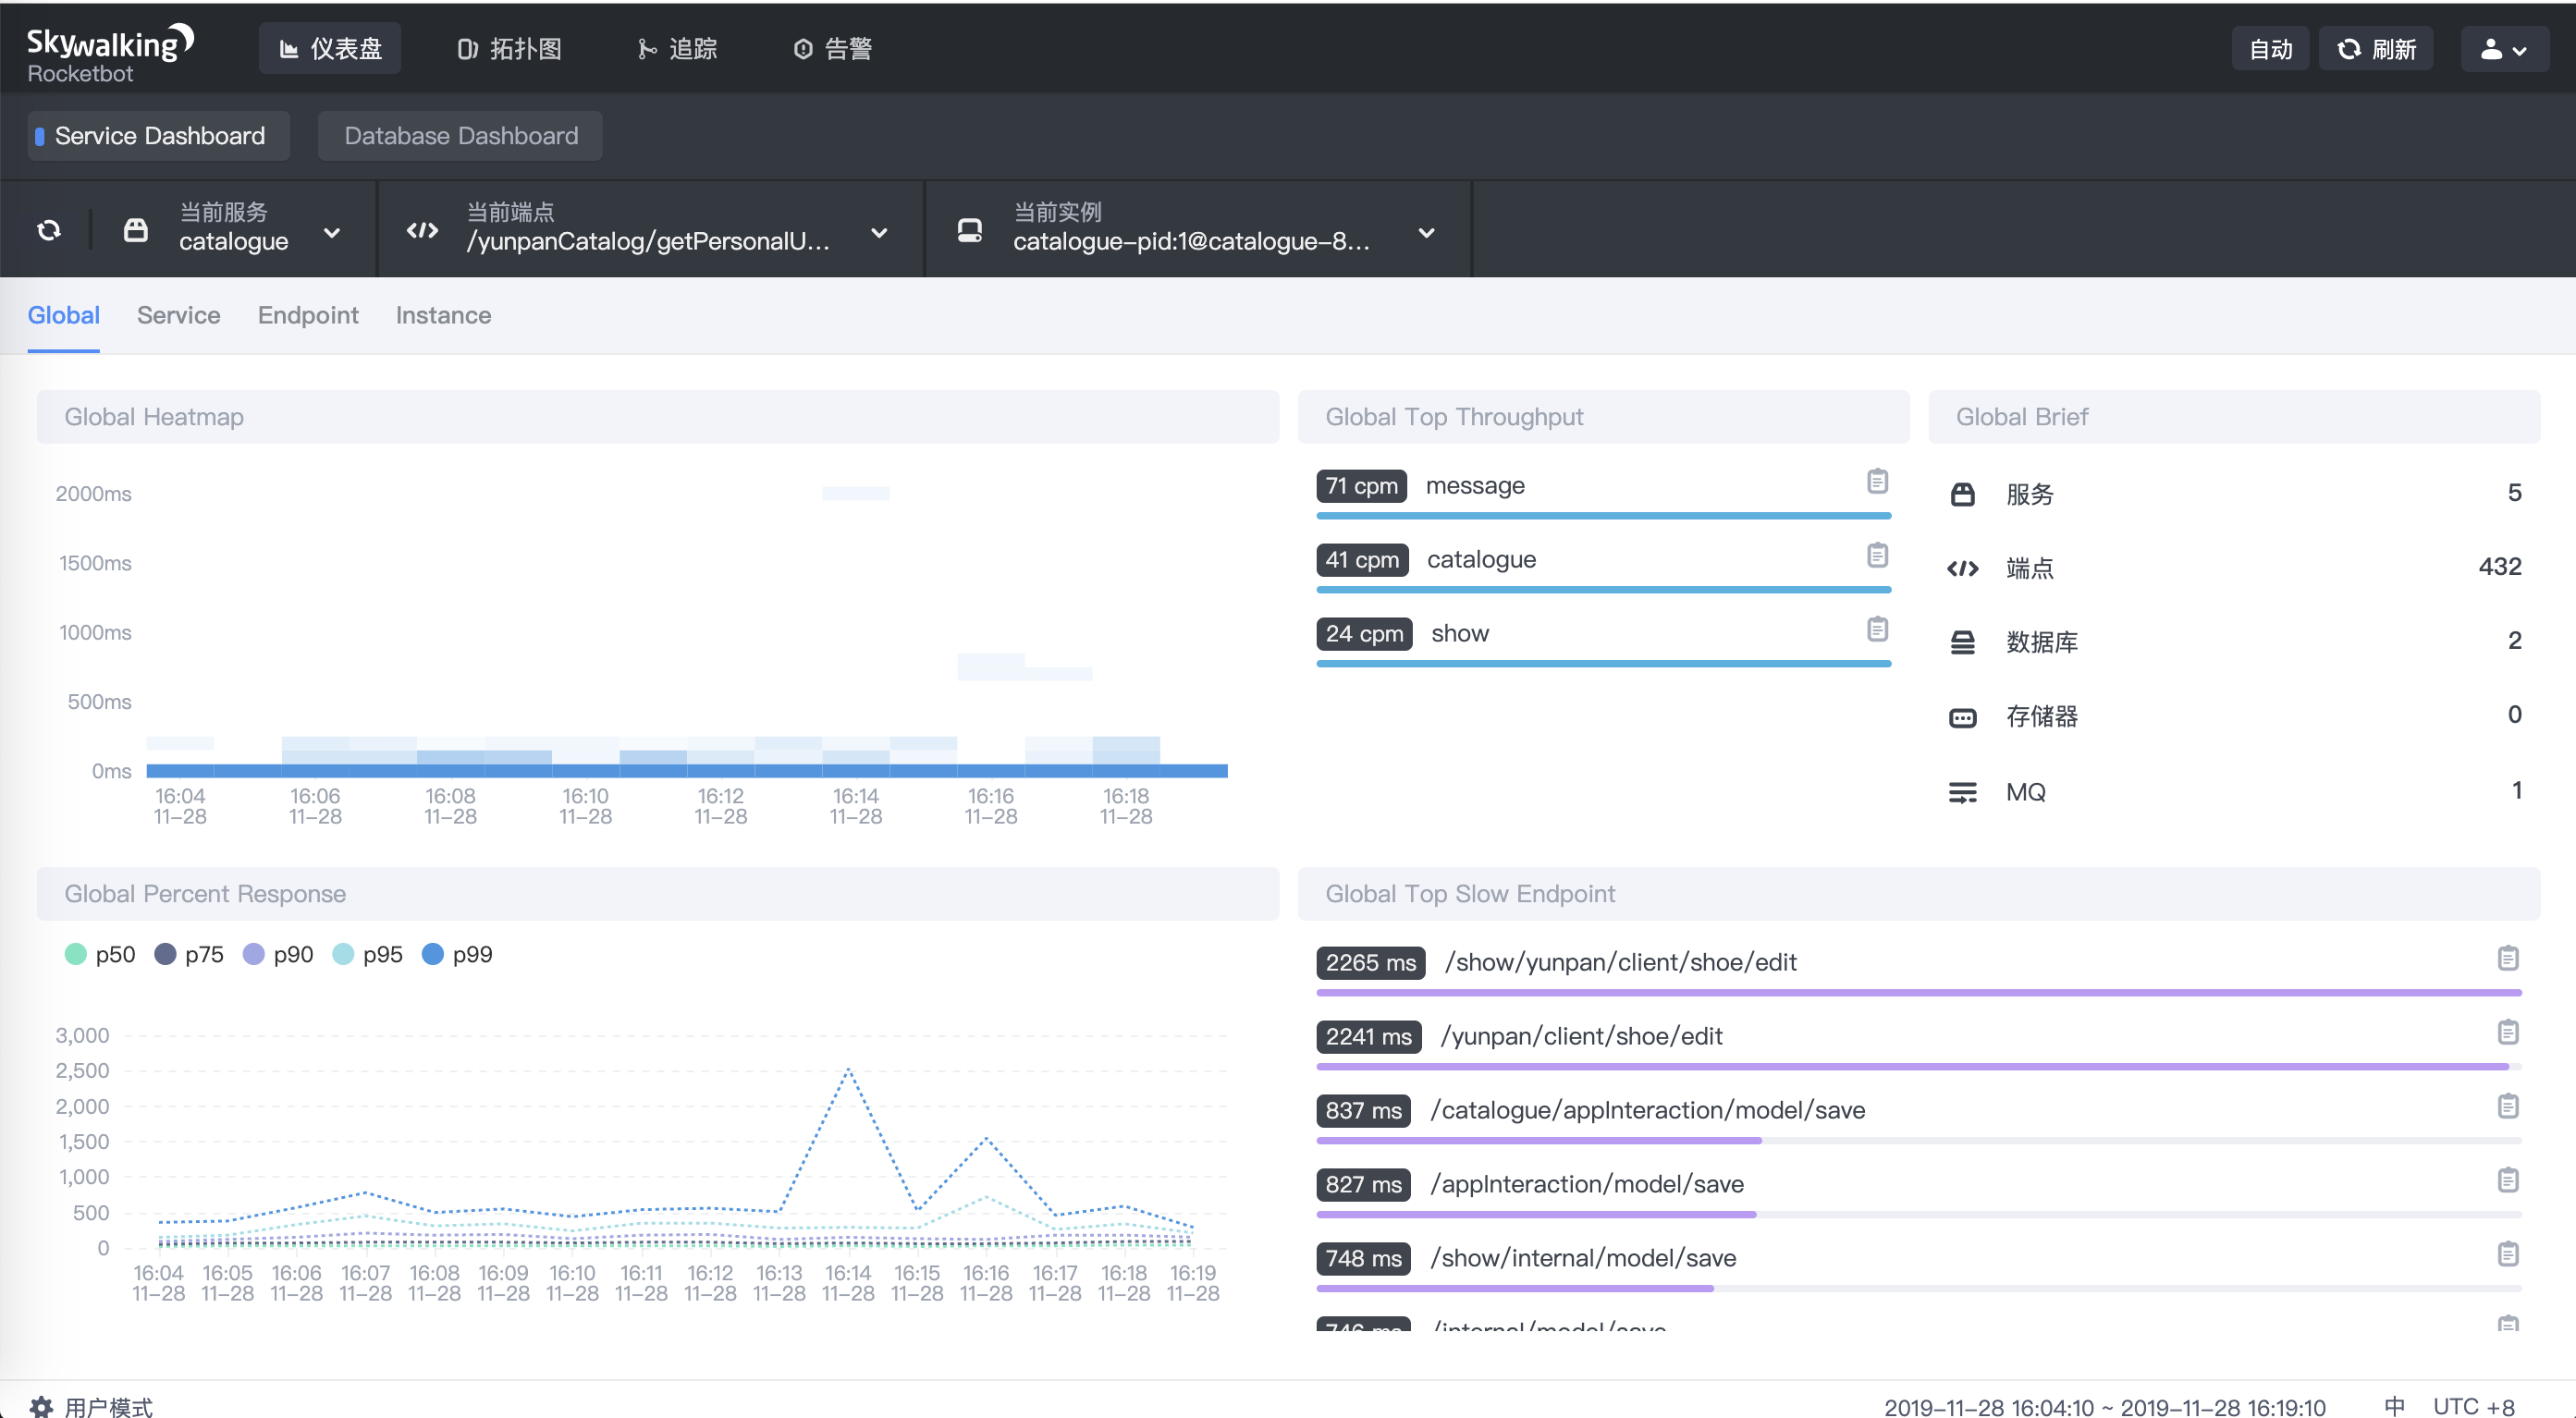 Skywalking
Rocketbot
仪表盘
拓扑图
追踪
告警
自动
刷新
Service Dashboard
Database Dashboard
当前服务
catalogue
当前端点
/yunpanCatalog/getPersonalU...
当前实例
catalogue-pid:1@catalogue-8...
Global
Service
Endpoint
Instance
Global Heatmap
2000ms
1500ms
1000ms
500ms
0ms
16:04
11-28
16:06
11-28
16:08
11-28
16:10
11-28
16:12
11-28
16:14
11-28
16:16
11-28
16:18
11-28
Global Top Throughput
71 cpm message
41 cpm catalogue
24 cpm show
Global Brief
服务 5
端点 432
数据库 2
存储器 0
MQ 1
Global Percent Response
p50 p75 p90 p95 p99
3,000
2,500
2,000
1,500
1,000
500
0
16:04
11-28
16:05
11-28
16:06
11-28
16:07
11-28
16:08
11-28
16:09
11-28
16:10
11-28
16:11
11-28
16:12
11-28
16:13
11-28
16:14
11-28
16:15
11-28
16:16
11-28
16:17
11-28
16:18
11-28
16:19
11-28
Global Top Slow Endpoint
2265 ms /show/yunpan/client/shoe/edit
2241 ms /yunpan/client/shoe/edit
837 ms /catalogue/appInteraction/model/save
827 ms /appInteraction/model/save
748 ms /show/internal/model/save
746 ms /internal/model/save
用户模式
2019-11-28 16:04:10 ~ 2019-11-28 16:19:10
中
UTC +8